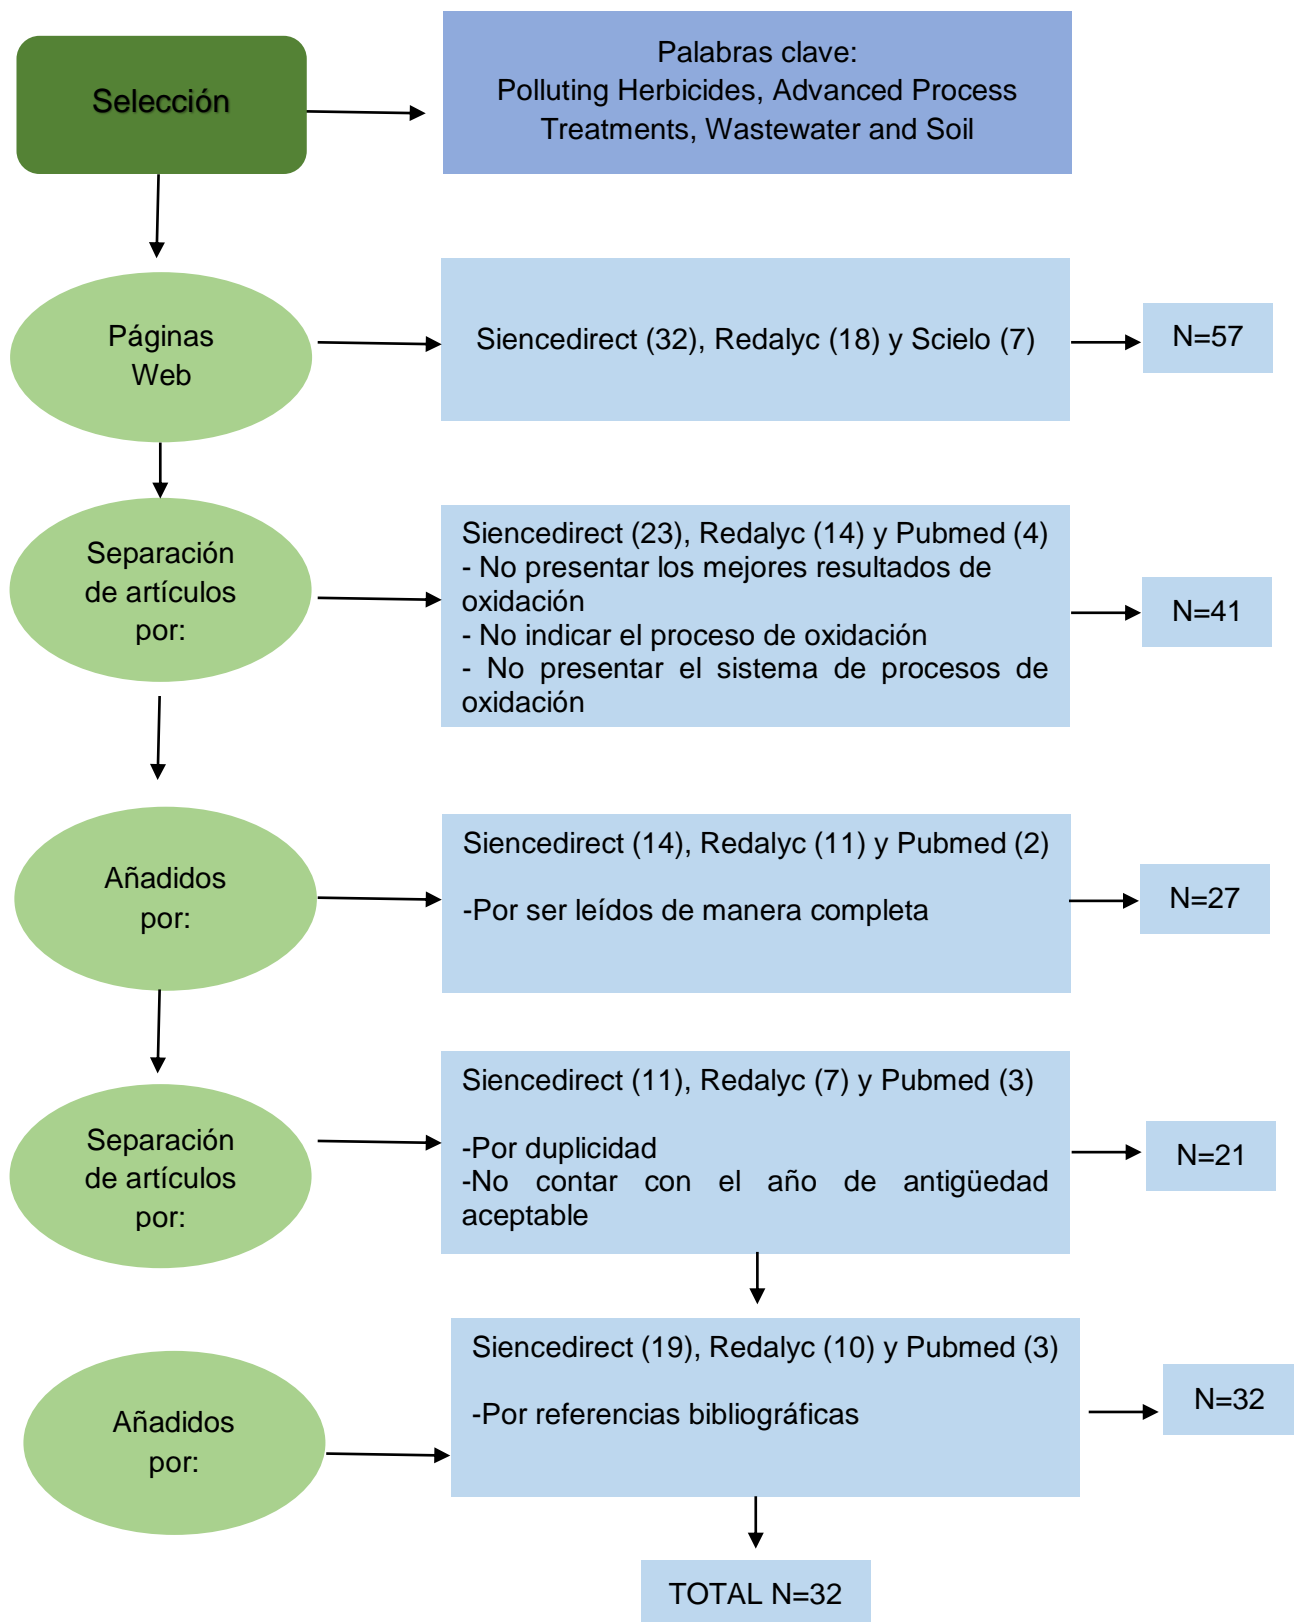 Selección
Palabras clave:
Polluting Herbicides, Advanced Process
Treatments, Wastewater and Soil
Páginas
Web
Siencedirect (32), Redalyc (18) y Scielo (7)
N=57
Separación
de artículos
por:
Siencedirect (23), Redalyc (14) y Pubmed (4)
- No presentar los mejores resultados de
oxidación
- No indicar el proceso de oxidación
- No presentar el sistema de procesos de
oxidación
N=41
Añadidos
por:
Siencedirect (14), Redalyc (11) y Pubmed (2)
-Por ser leídos de manera completa
N=27
Separación
de artículos
por:
Siencedirect (11), Redalyc (7) y Pubmed (3)
-Por duplicidad
-No contar con el año de antigüedad
aceptable
N=21
Añadidos
por:
Siencedirect (19), Redalyc (10) y Pubmed (3)
-Por referencias bibliográficas
N=32
TOTAL N=32